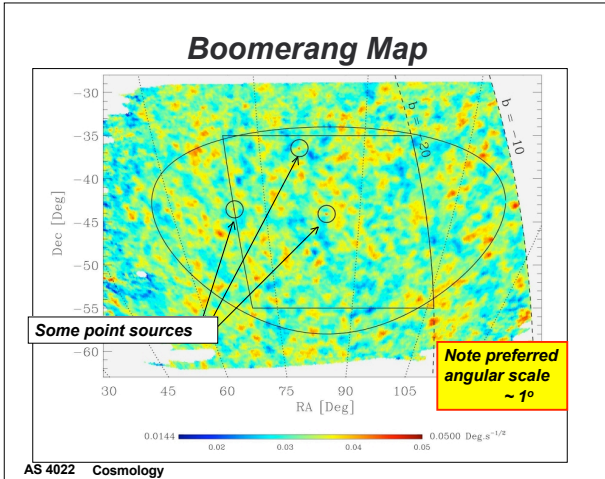 Boomerang Map
−30
−35
−40
−45
−50
−55
−60
Dec [Deg]
b = −20
b = −10
Some point sources
Note preferred
angular scale
~ 1º
30 45 60 75 90 105
RA [Deg]
0.0144 0.0500 Deg.s⁻¹/²
0.02 0.03 0.04 0.05
AS 4022 Cosmology